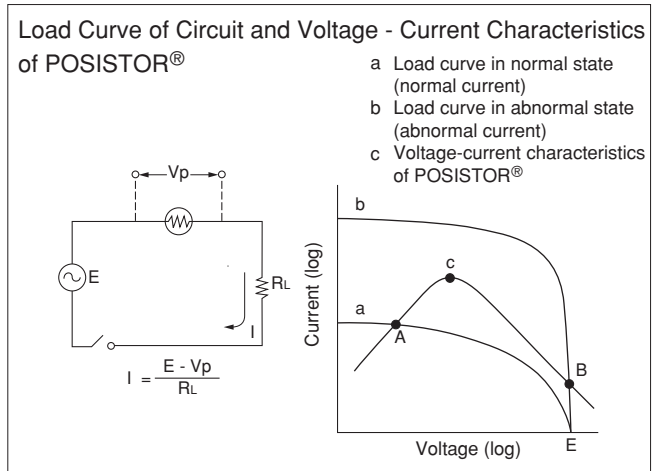 Load Curve of Circuit and Voltage - Current Characteristics
of POSISTOR®
a Load curve in normal state
(normal current)
b Load curve in abnormal state
(abnormal current)
c Voltage-current characteristics
of POSISTOR®
Vp
E
RL
I
I = E - Vp
RL
Current (log)
b
c
a
A
B
Voltage (log)
E